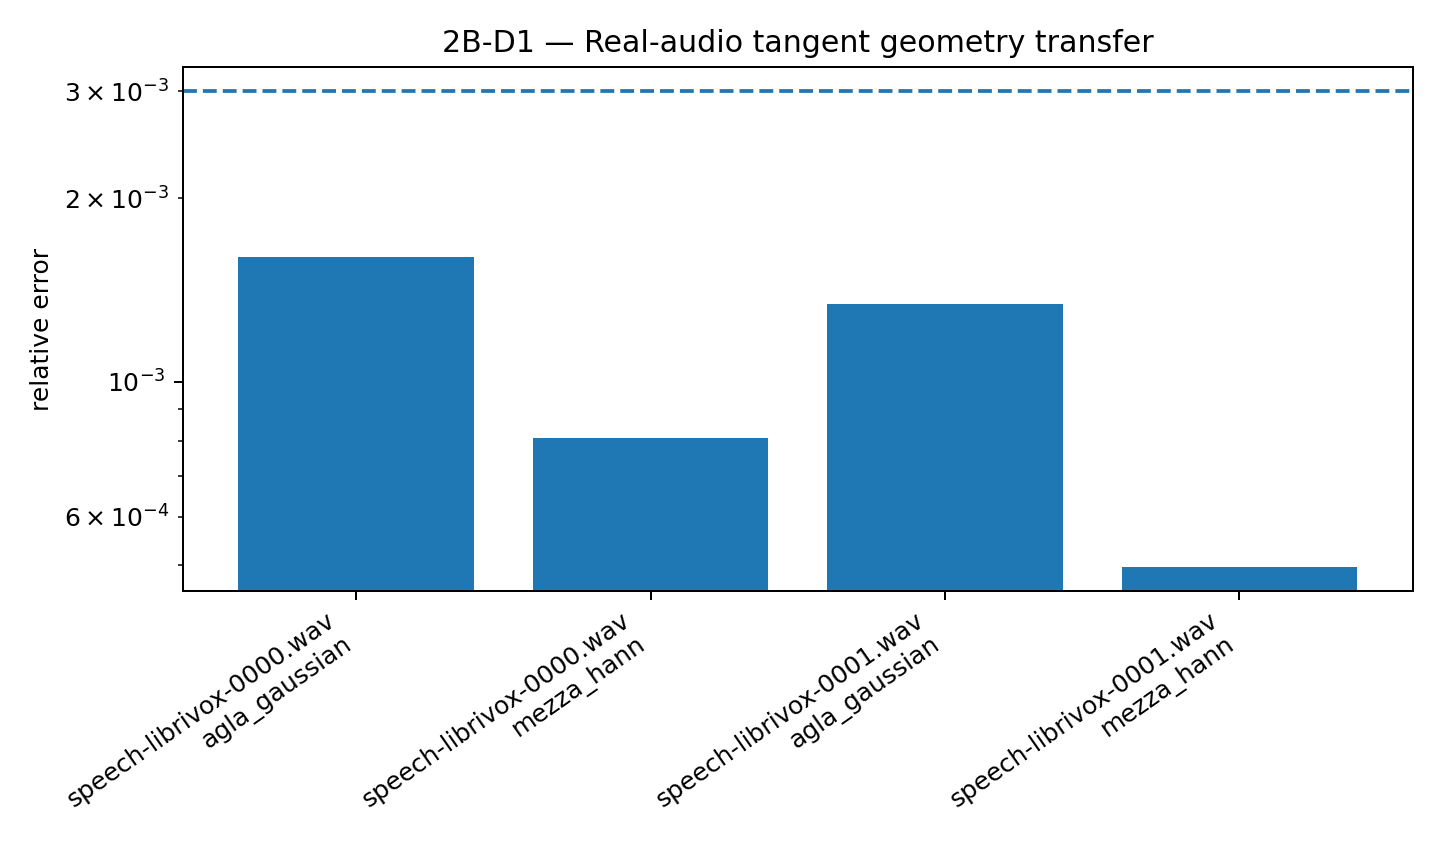 2B-D1 — Real-audio tangent geometry transfer
3 × 10⁻³
2 × 10⁻³
10⁻³
6 × 10⁻⁴
relative error
speech-librivox-0000.wav
agla_gaussian
speech-librivox-0000.wav
mezza_hann
speech-librivox-0001.wav
agla_gaussian
speech-librivox-0001.wav
mezza_hann